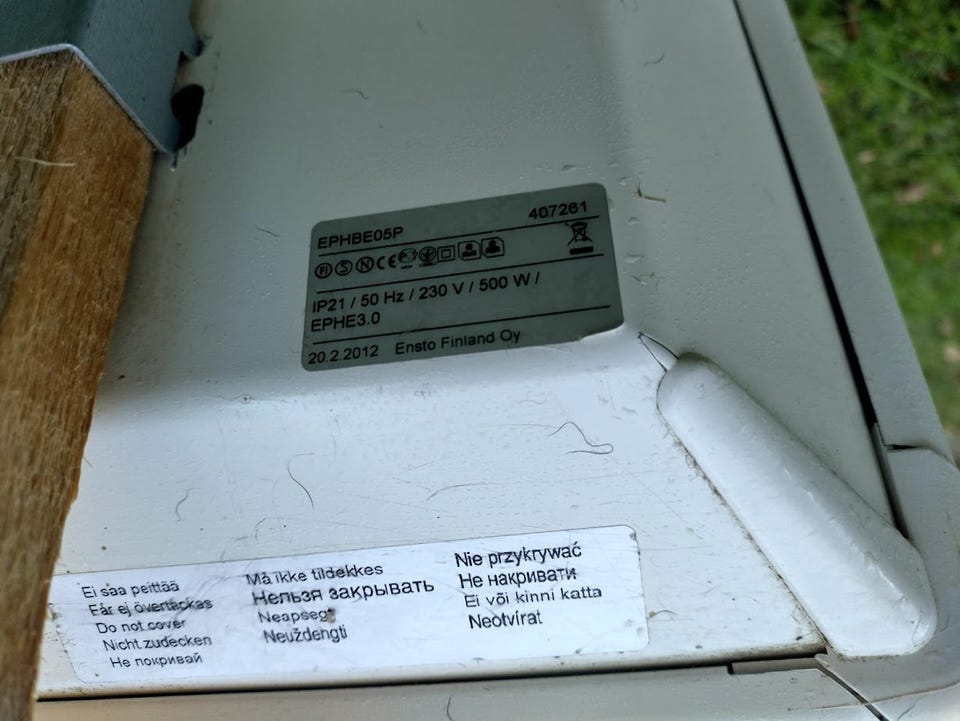 EPHBE05P 407261
FI S N CE
IP21 / 50 Hz / 230 V / 500 W /
EPHE3.0
20.2.2012 Ensto Finland Oy
Ei saa peittää
Får ej övertäckas
Do not cover
Nicht zudecken
Не покривай
Må ikke tildekkes
Нельзя закрывать
Neapsegt
Neuždengti
Nie przykrywać
Не накривати
Ei või kinni katta
Neotvírat